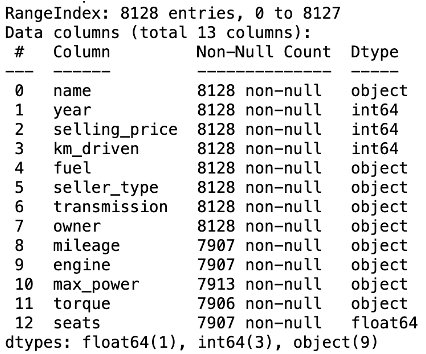 RangeIndex: 8128 entries, 0 to 8127
Data columns (total 13 columns):
 #   Column         Non-Null Count  Dtype
---  ------         --------------  -----
 0   name           8128 non-null   object
 1   year           8128 non-null   int64
 2   selling_price  8128 non-null   int64
 3   km_driven      8128 non-null   int64
 4   fuel           8128 non-null   object
 5   seller_type    8128 non-null   object
 6   transmission   8128 non-null   object
 7   owner          8128 non-null   object
 8   mileage        7907 non-null   object
 9   engine         7907 non-null   object
 10  max_power      7913 non-null   object
 11  torque         7906 non-null   object
 12  seats          7907 non-null   float64
dtypes: float64(1), int64(3), object(9)